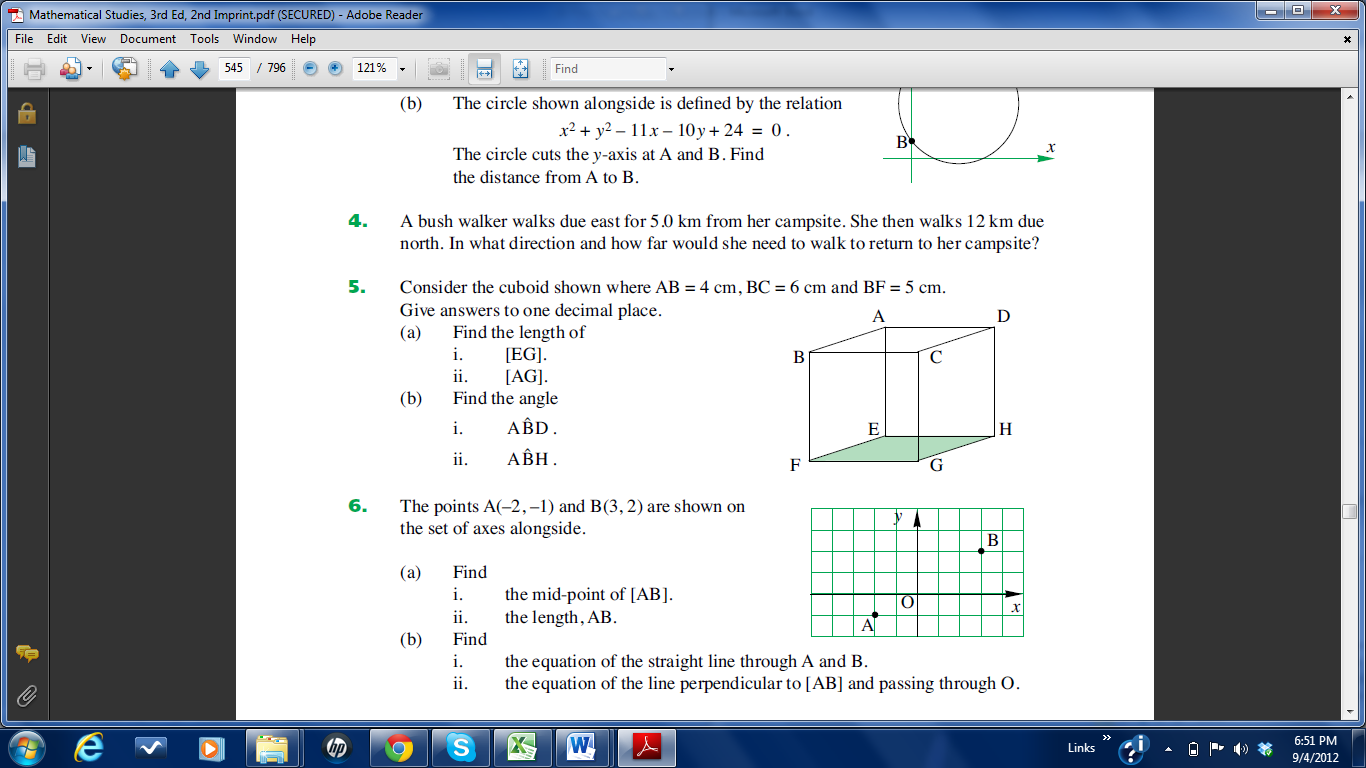 Mathematical Studies, 3rd Ed, 2nd Imprint.pdf (SECURED) - Adobe Reader
File Edit View Document Tools Window Help
545 / 796 121% Find
(b) The circle shown alongside is defined by the relation
x² + y² – 11x – 10y + 24 = 0 .
The circle cuts the y-axis at A and B. Find
the distance from A to B.
B
x
4. A bush walker walks due east for 5.0 km from her campsite. She then walks 12 km due
north. In what direction and how far would she need to walk to return to her campsite?
5. Consider the cuboid shown where AB = 4 cm, BC = 6 cm and BF = 5 cm.
Give answers to one decimal place.
(a) Find the length of
i. [EG].
ii. [AG].
(b) Find the angle
i. AB̂D .
ii. AB̂H .
A D
B C
E H
F G
6. The points A(–2, –1) and B(3, 2) are shown on
the set of axes alongside.
(a) Find
i. the mid-point of [AB].
ii. the length, AB.
(b) Find
i. the equation of the straight line through A and B.
ii. the equation of the line perpendicular to [AB] and passing through O.
y
B
O
x
A
hp
Links
6:51 PM
9/4/2012